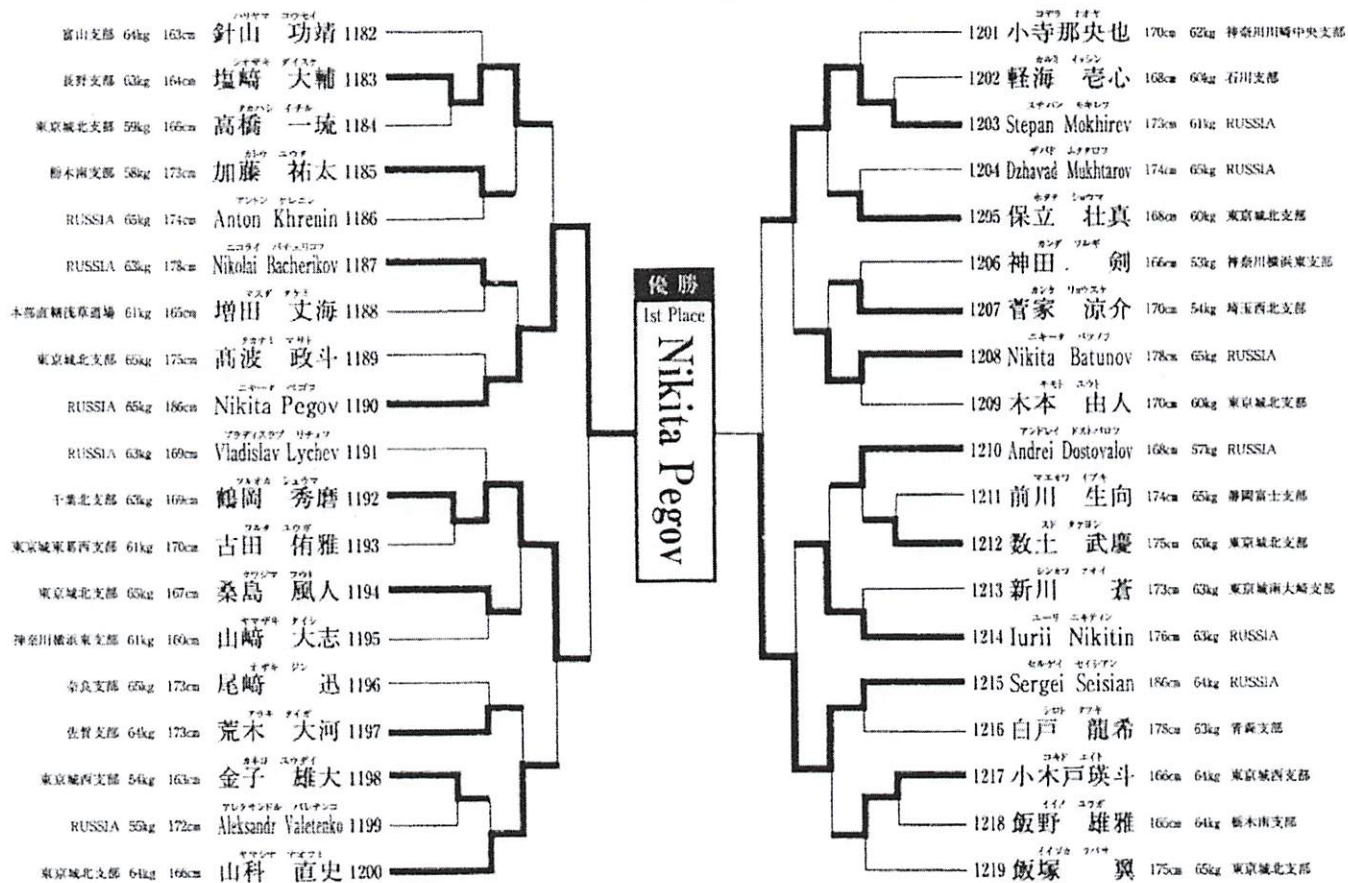 富山支部 64kg 163cm 針山 功靖 1182
長野支部 63kg 164cm 塩崎 大輔 1183
東京城北支部 59kg 166cm 高橋 一琉 1184
栃木南支部 58kg 173cm 加藤 祐太 1185
RUSSIA 65kg 174cm Anton Khrenin 1186
RUSSIA 63kg 178cm Nikolai Bacherikov 1187
本部直轄浅草道場 61kg 165cm 増田 丈海 1188
東京城北支部 65kg 175cm 髙波 政斗 1189
RUSSIA 65kg 186cm Nikita Pegov 1190
RUSSIA 63kg 169cm Vladislav Lychev 1191
千葉北支部 63kg 169cm 鶴岡 秀磨 1192
東京城東葛西支部 61kg 170cm 古田 侑雅 1193
東京城北支部 65kg 167cm 桑島 風人 1194
神奈川横浜東支部 61kg 160cm 山﨑 大志 1195
奈良支部 65kg 173cm 尾崎 迅 1196
佐賀支部 64kg 173cm 荒木 大河 1197
東京城西支部 54kg 163cm 金子 雄大 1198
RUSSIA 55kg 172cm Aleksandr Valetenko 1199
東京城北支部 64kg 166cm 山科 直史 1200
優勝
1st Place
Nikita Pegov
1201 小寺那央也 170cm 62kg 神奈川川崎中央支部
1202 軽海 壱心 168cm 60kg 石川支部
1203 Stepan Mokhirev 173cm 61kg RUSSIA
1204 Dzhavad Mukhtarov 174cm 65kg RUSSIA
1205 保立 壮真 168cm 60kg 東京城北支部
1206 神田 剣 166cm 53kg 神奈川横浜東支部
1207 菅家 涼介 170cm 54kg 埼玉西北支部
1208 Nikita Batunov 178cm 65kg RUSSIA
1209 木本 由人 170cm 60kg 東京城北支部
1210 Andrei Dostovalov 168cm 57kg RUSSIA
1211 前川 生向 174cm 65kg 静岡富士支部
1212 数土 武慶 175cm 63kg 東京城北支部
1213 新川 蒼 173cm 63kg 東京城南大崎支部
1214 Iurii Nikitin 176cm 63kg RUSSIA
1215 Sergei Seisian 186cm 64kg RUSSIA
1216 白戸 龍希 178cm 63kg 青森支部
1217 小木戸瑛斗 166cm 64kg 東京城西支部
1218 飯野 雄雅 165cm 64kg 栃木南支部
1219 飯塚 翼 175cm 65kg 東京城北支部